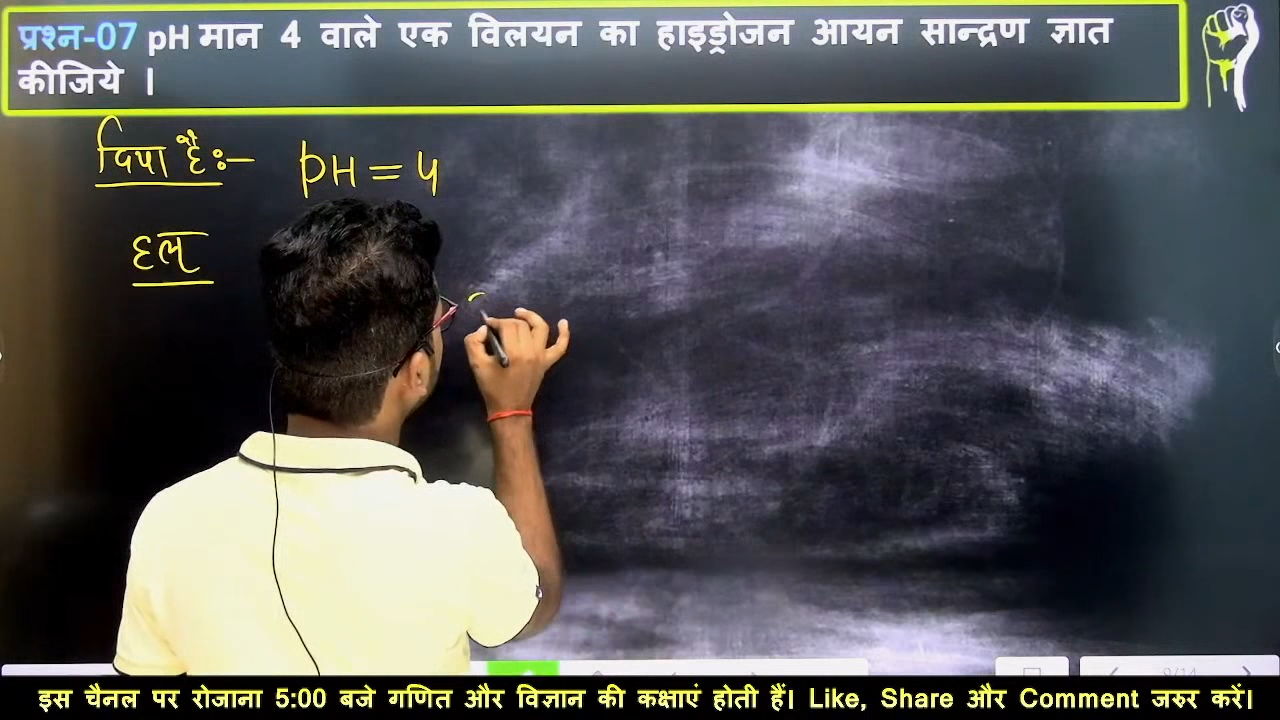 प्रश्न-07 pH मान 4 वाले एक विलयन का हाइड्रोजन आयन सान्द्रण ज्ञात
कीजिये ।
दिया है:- pH = 4
हल
इस चैनल पर रोजाना 5:00 बजे गणित और विज्ञान की कक्षाएं होती हैं। Like, Share और Comment जरुर करें।